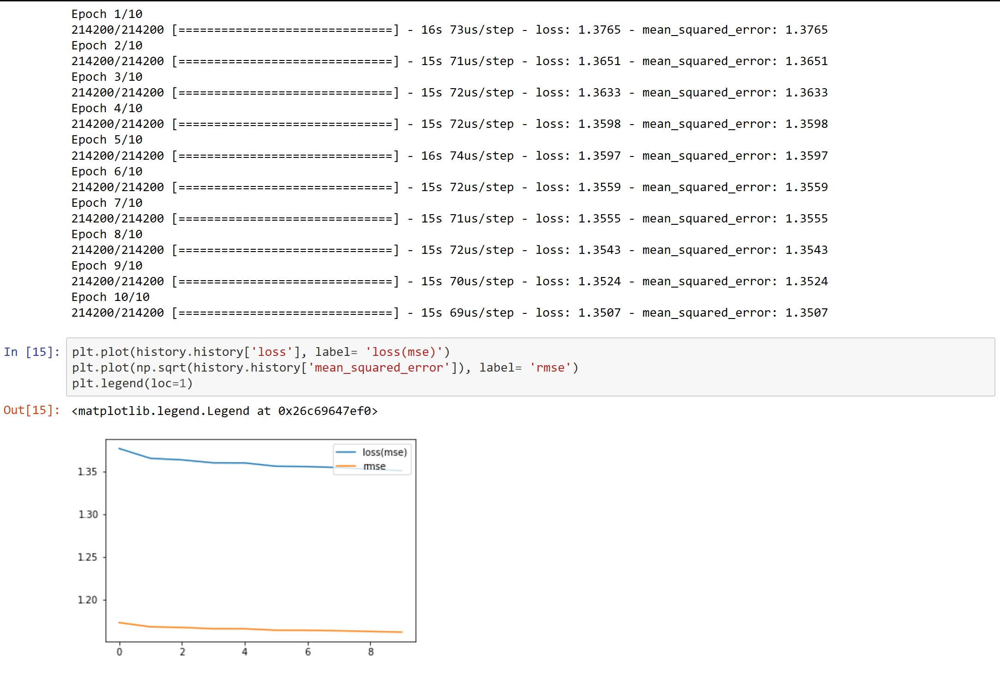 Epoch 1/10
214200/214200 [==============================] - 16s 73us/step - loss: 1.3765 - mean_squared_error: 1.3765
Epoch 2/10
214200/214200 [==============================] - 15s 71us/step - loss: 1.3651 - mean_squared_error: 1.3651
Epoch 3/10
214200/214200 [==============================] - 15s 72us/step - loss: 1.3633 - mean_squared_error: 1.3633
Epoch 4/10
214200/214200 [==============================] - 15s 72us/step - loss: 1.3598 - mean_squared_error: 1.3598
Epoch 5/10
214200/214200 [==============================] - 16s 74us/step - loss: 1.3597 - mean_squared_error: 1.3597
Epoch 6/10
214200/214200 [==============================] - 15s 72us/step - loss: 1.3559 - mean_squared_error: 1.3559
Epoch 7/10
214200/214200 [==============================] - 15s 71us/step - loss: 1.3555 - mean_squared_error: 1.3555
Epoch 8/10
214200/214200 [==============================] - 15s 72us/step - loss: 1.3543 - mean_squared_error: 1.3543
Epoch 9/10
214200/214200 [==============================] - 15s 70us/step - loss: 1.3524 - mean_squared_error: 1.3524
Epoch 10/10
214200/214200 [==============================] - 15s 69us/step - loss: 1.3507 - mean_squared_error: 1.3507
In [15]: plt.plot(history.history['loss'], label= 'loss(mse)')
plt.plot(np.sqrt(history.history['mean_squared_error']), label= 'rmse')
plt.legend(loc=1)
Out[15]: <matplotlib.legend.Legend at 0x26c69647ef0>
loss(mse)
rmse
1.35
1.30
1.25
1.20
0 2 4 6 8